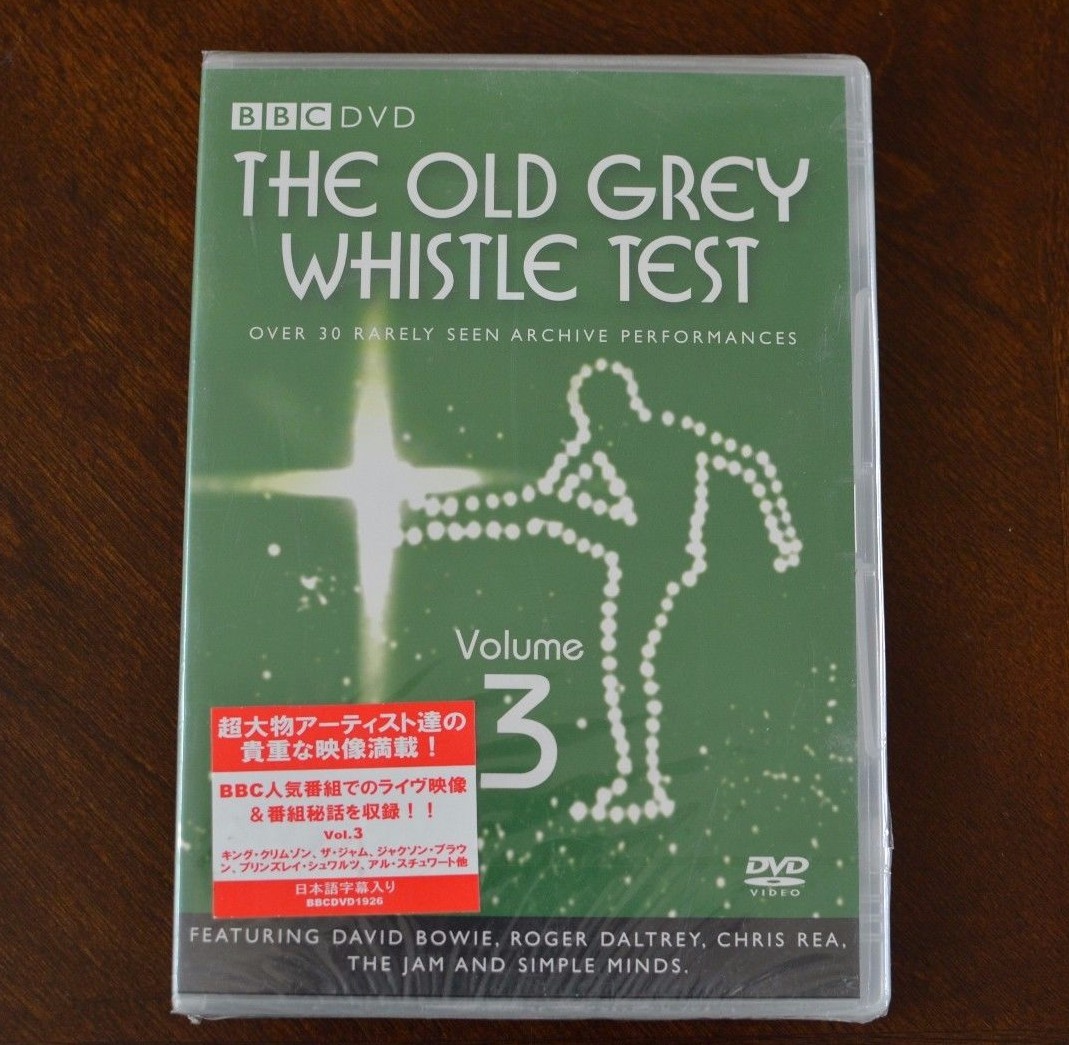 BBC DVD
THE OLD GREY
WHISTLE TEST
OVER 30 RARELY SEEN ARCHIVE PERFORMANCES
Volume
3
超大物アーティスト達の
貴重な映像満載！
BBC人気番組でのライヴ映像
＆番組秘話を収録！！
Vol.3
キング・クリムゾン、ザ・ジャム、ジャクソン・ブラウ
ン、ブリンズレイ・シュワルツ、アル・スチュワート他
日本語字幕入り
BBCDVD1926
DVD
VIDEO
FEATURING DAVID BOWIE, ROGER DALTREY, CHRIS REA,
THE JAM AND SIMPLE MINDS.